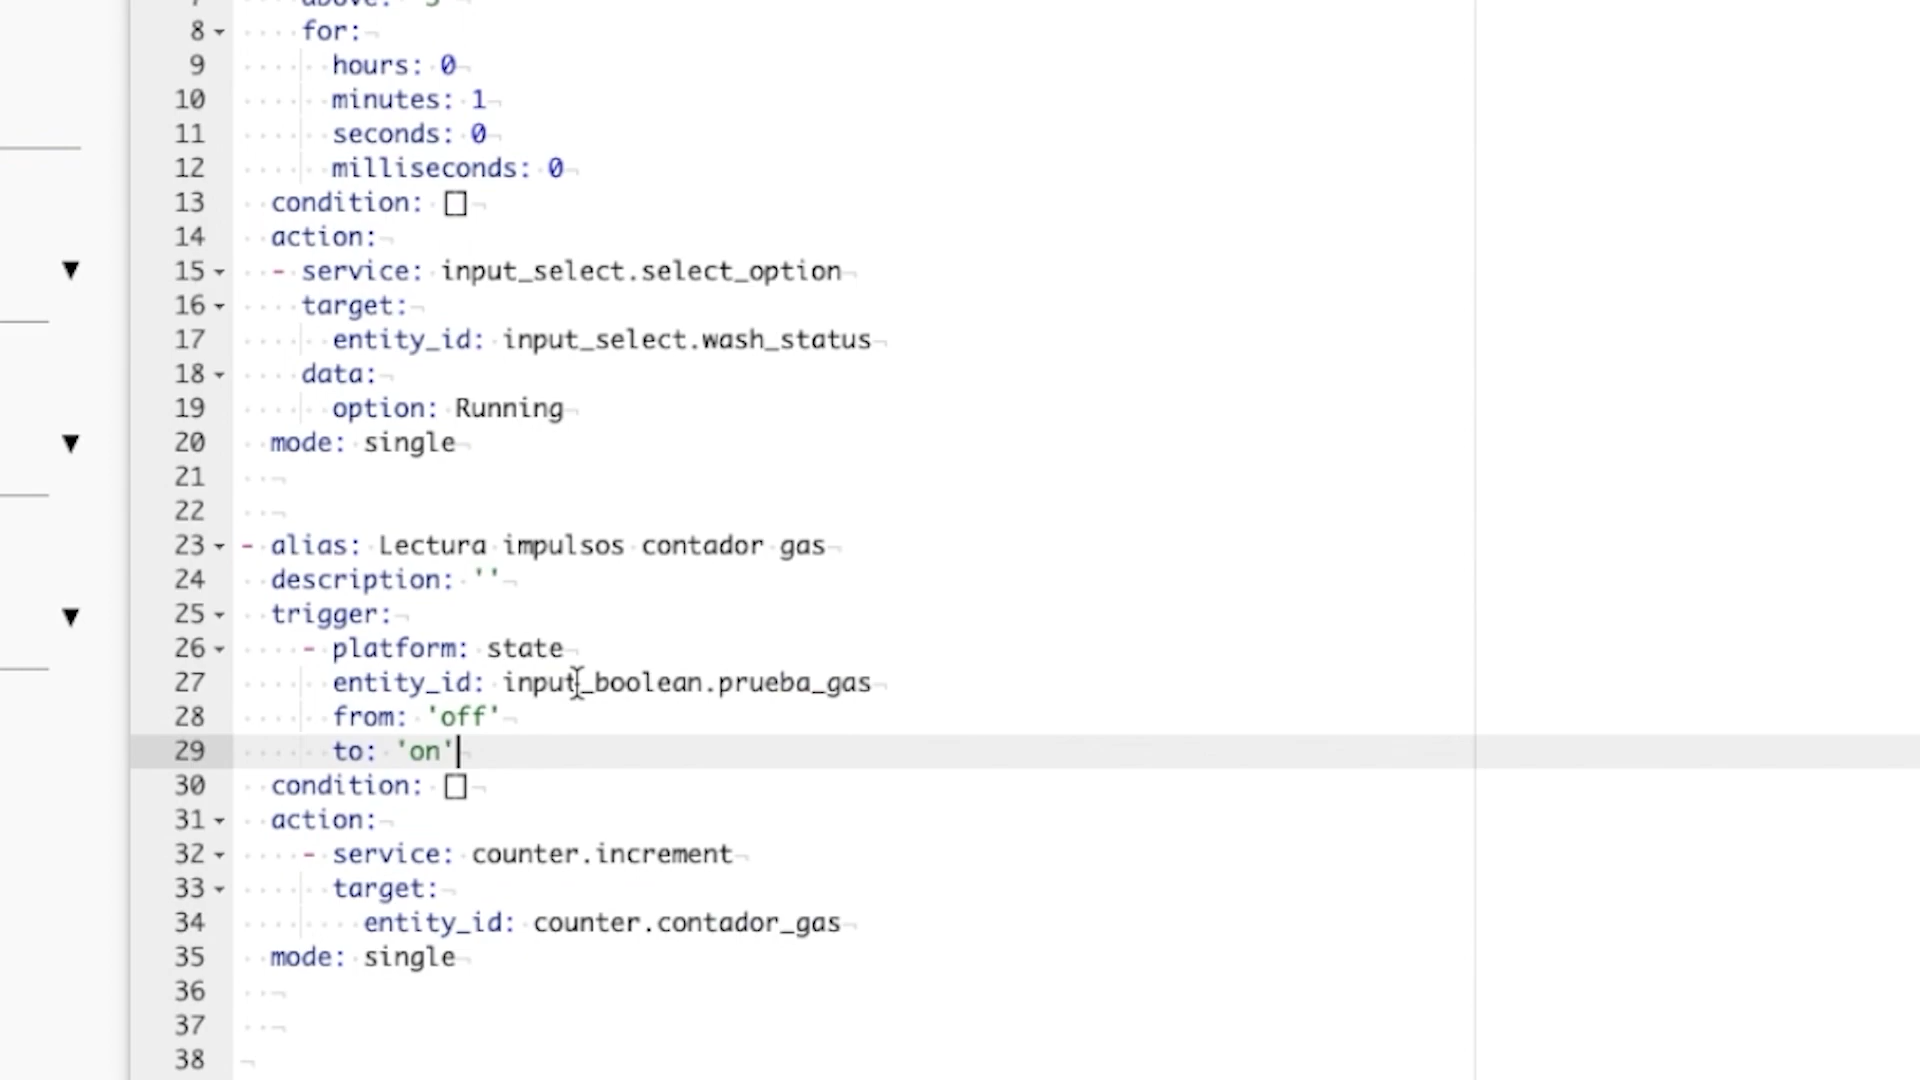 7 above: '5'
8 for:
9 hours: 0
10 minutes: 1
11 seconds: 0
12 milliseconds: 0
13 condition: []
14 action:
15 - service: input_select.select_option
16 target:
17 entity_id: input_select.wash_status
18 data:
19 option: Running
20 mode: single
21
22
23 - alias: Lectura impulsos contador gas
24 description: ''
25 trigger:
26 - platform: state
27 entity_id: input_boolean.prueba_gas
28 from: 'off'
29 to: 'on'
30 condition: []
31 action:
32 - service: counter.increment
33 target:
34 entity_id: counter.contador_gas
35 mode: single
36
37
38